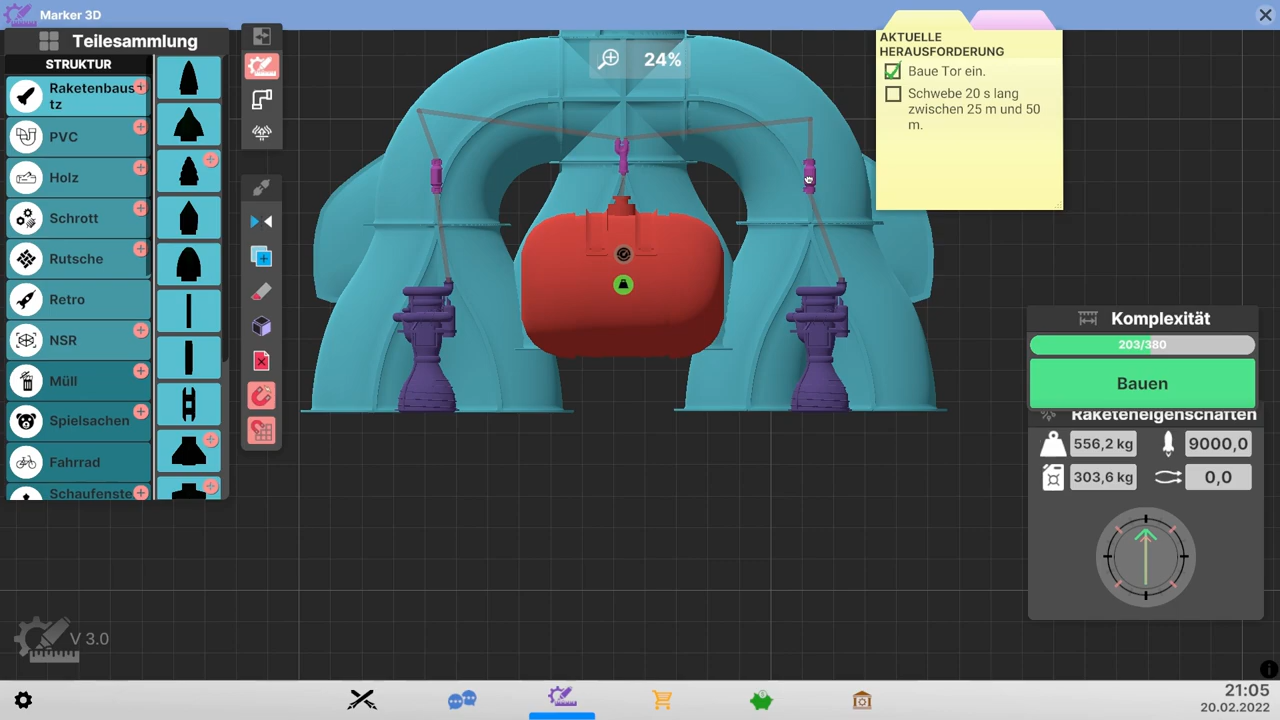 Marker 3D
Teilesammlung
STRUKTUR
Raketenbaus
tz
PVC
Holz
Schrott
Rutsche
Retro
NSR
Müll
Spielsachen
Fahrrad
Schaufenste
24%
AKTUELLE
HERAUSFORDERUNG
Baue Tor ein.
Schwebe 20 s lang
zwischen 25 m und 50
m.
Komplexität
203/380
Bauen
Raketeneigenschaften
556,2 kg
9000,0
303,6 kg
0,0
V 3.0
21:05
20.02.2022